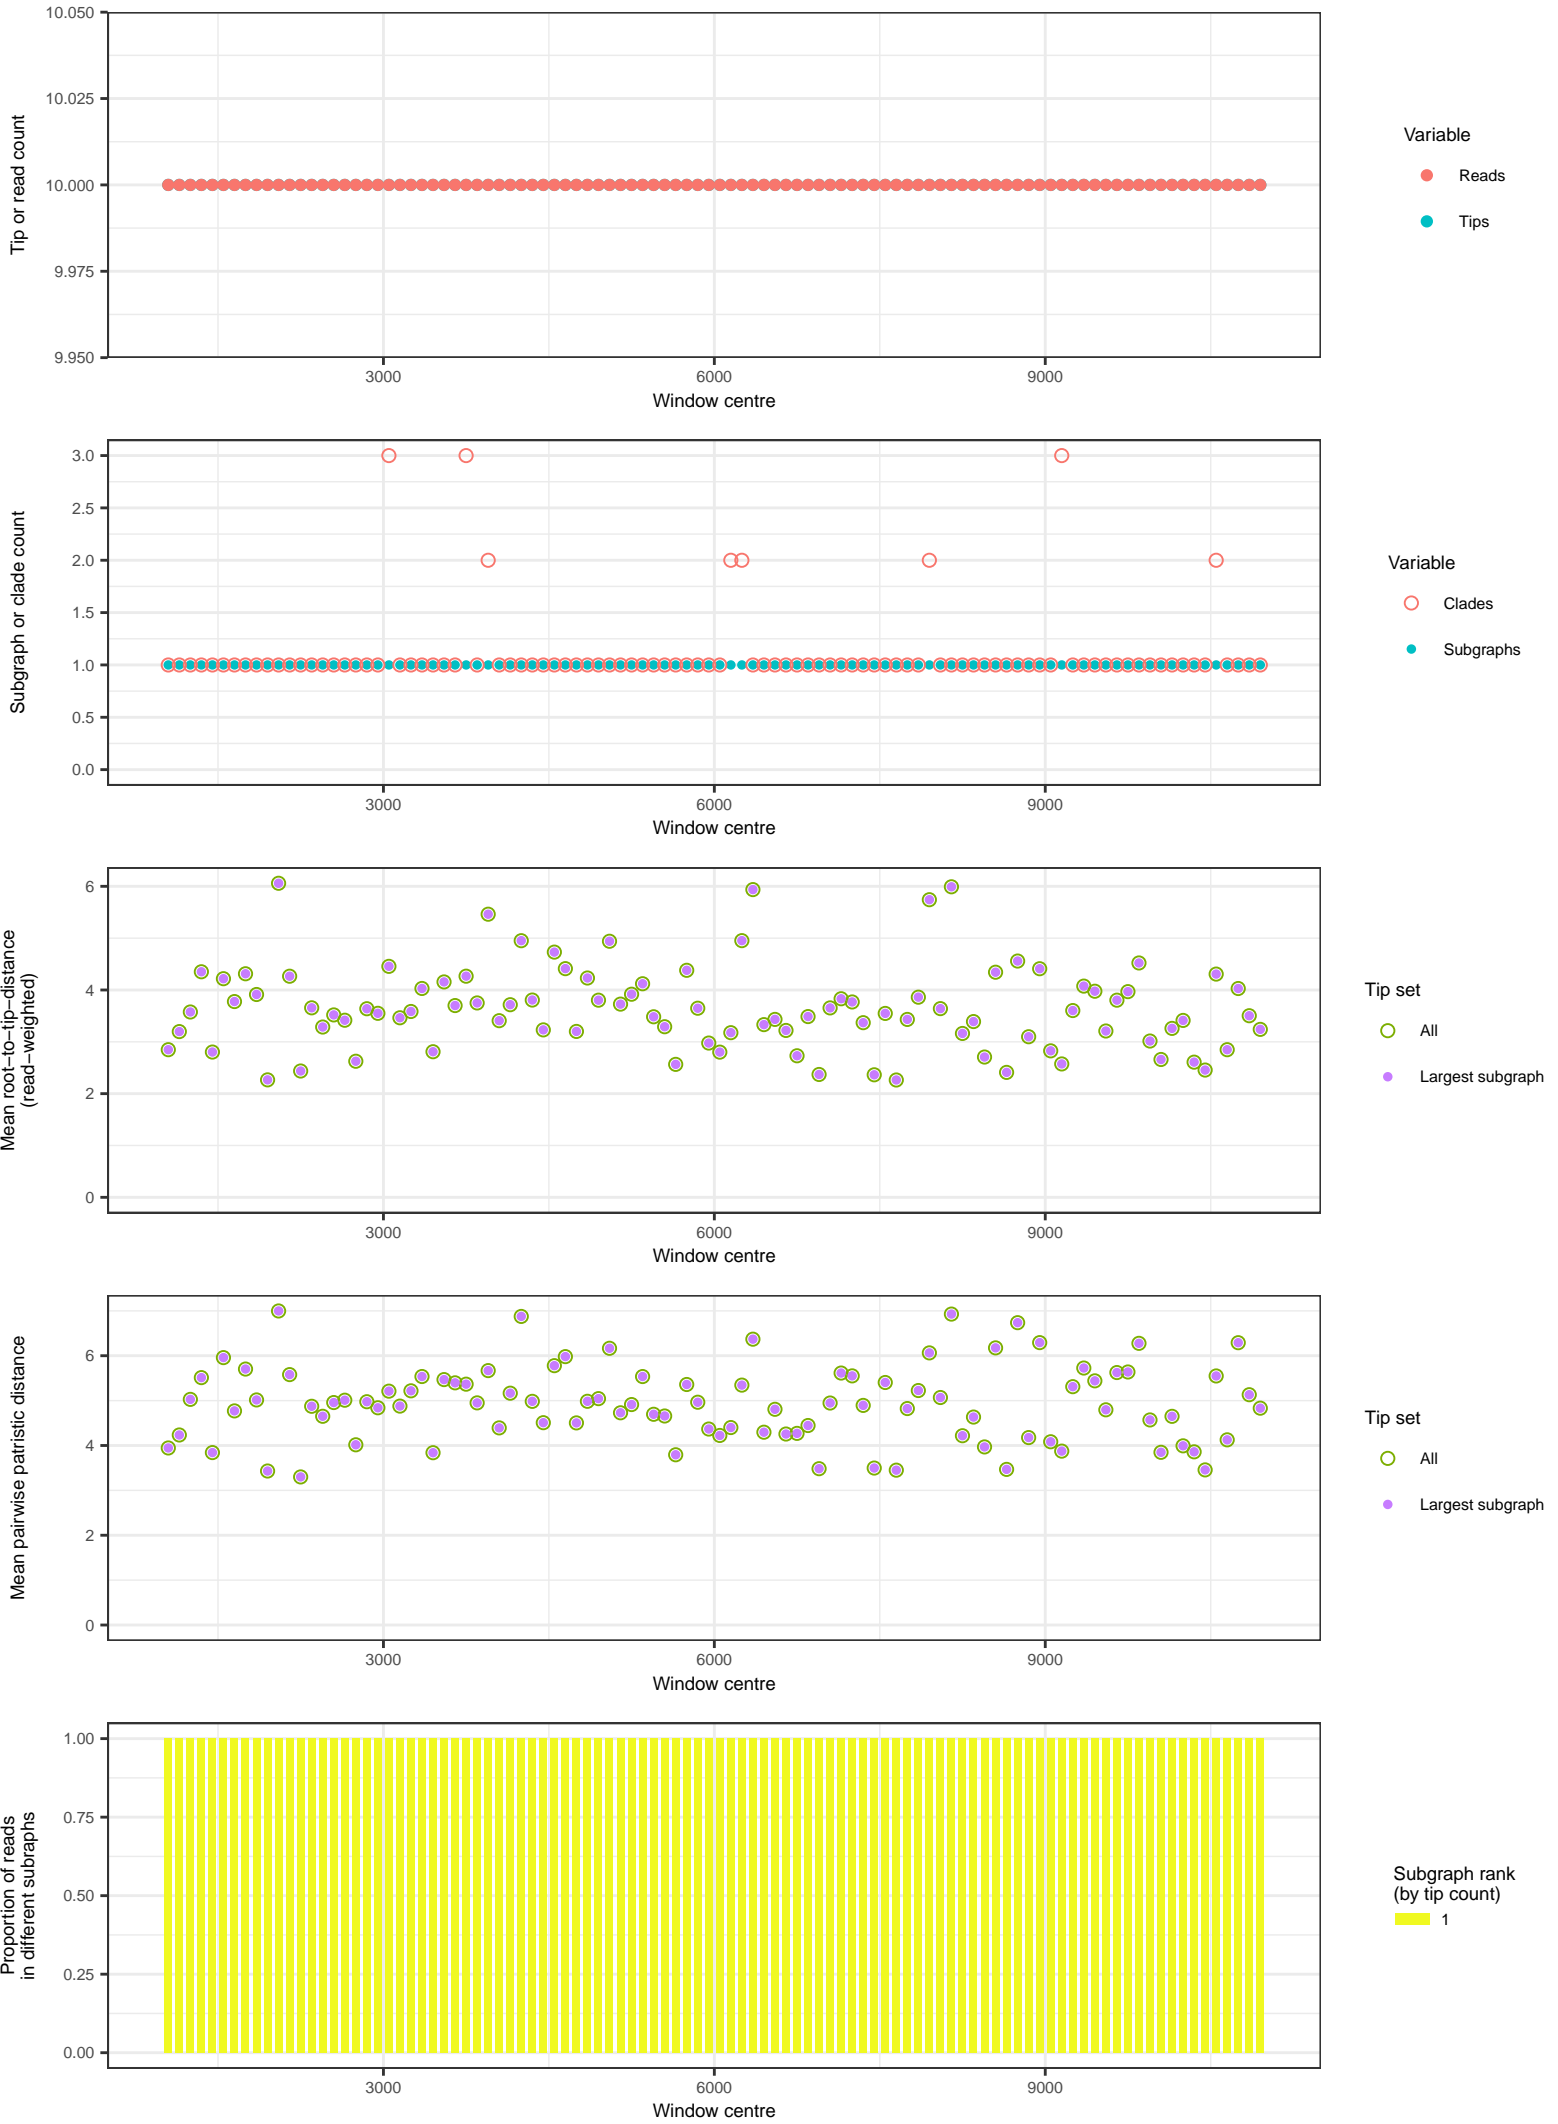 10.050
10.025
10.000
9.975
9.950
Tip or read count
3000 6000 9000
Window centre
Variable
Reads
Tips
3.0
2.5
2.0
1.5
1.0
0.5
0.0
Subgraph or clade count
3000 6000 9000
Window centre
Variable
Clades
Subgraphs
6
4
2
0
Mean root−to−tip−distance
(read−weighted)
3000 6000 9000
Window centre
Tip set
All
Largest subgraph
6
4
2
0
Mean pairwise patristic distance
3000 6000 9000
Window centre
Tip set
All
Largest subgraph
1.00
0.75
0.50
0.25
0.00
Proportion of reads
in different subraphs
3000 6000 9000
Window centre
Subgraph rank
(by tip count)
1